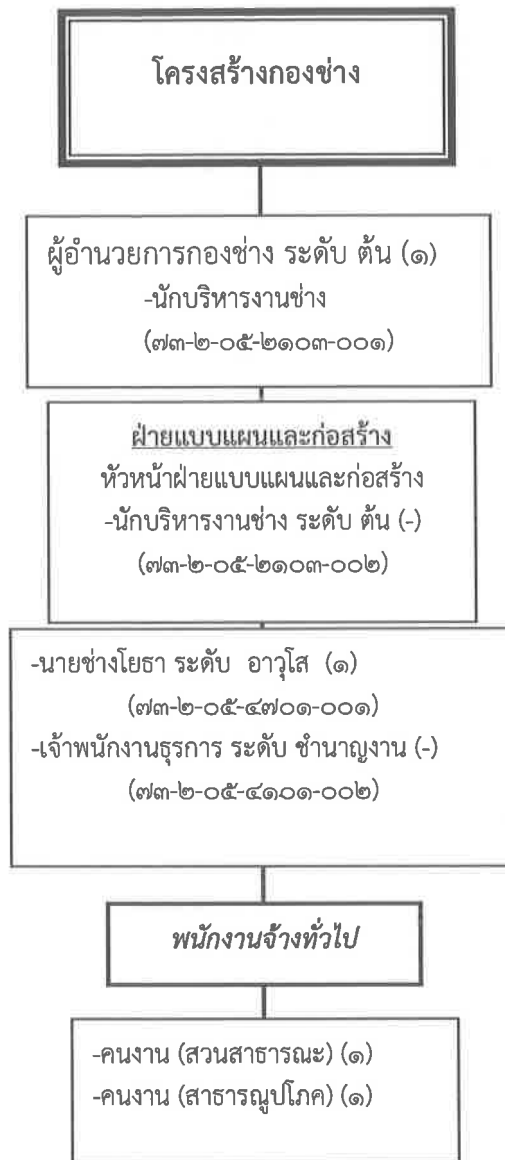 โครงสร้างกองช่าง
ผู้อำนวยการกองช่าง ระดับ ต้น (๑)
-นักบริหารงานช่าง
(๗๓-๒-๐๕-๒๑๐๓-๐๐๑)
ฝ่ายแบบแผนและก่อสร้าง
หัวหน้าฝ่ายแบบแผนและก่อสร้าง
-นักบริหารงานช่าง ระดับ ต้น (-)
(๗๓-๒-๐๕-๒๑๐๓-๐๐๒)
-นายช่างโยธา ระดับ อาวุโส (๑)
(๗๓-๒-๐๕-๔๗๐๑-๐๐๑)
-เจ้าพนักงานธุรการ ระดับ ชำนาญงาน (-)
(๗๓-๒-๐๕-๔๑๐๑-๐๐๒)
พนักงานจ้างทั่วไป
-คนงาน (สวนสาธารณะ) (๑)
-คนงาน (สาธารณูปโภค) (๑)